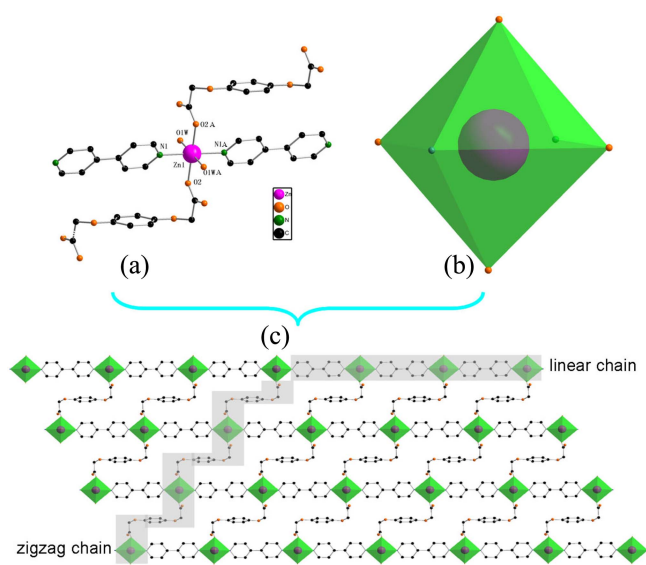 O2A
O1W
N1
N1A
Zn1
O1WA
O2
Zn
O
N
C
(a)
(b)
(c)
linear chain
zigzag chain